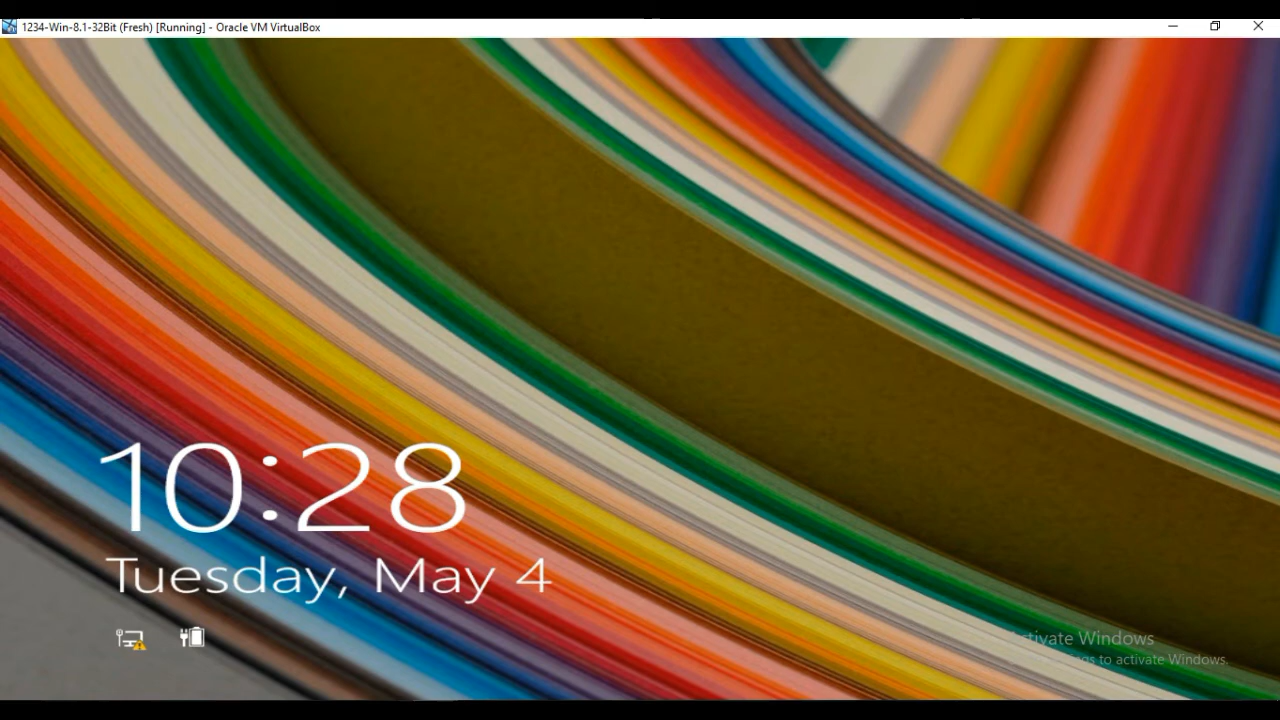 1234-Win-8.1-32Bit (Fresh) [Running] - Oracle VM VirtualBox
10:28
Tuesday, May 4
Activate Windows
to activate Windows.